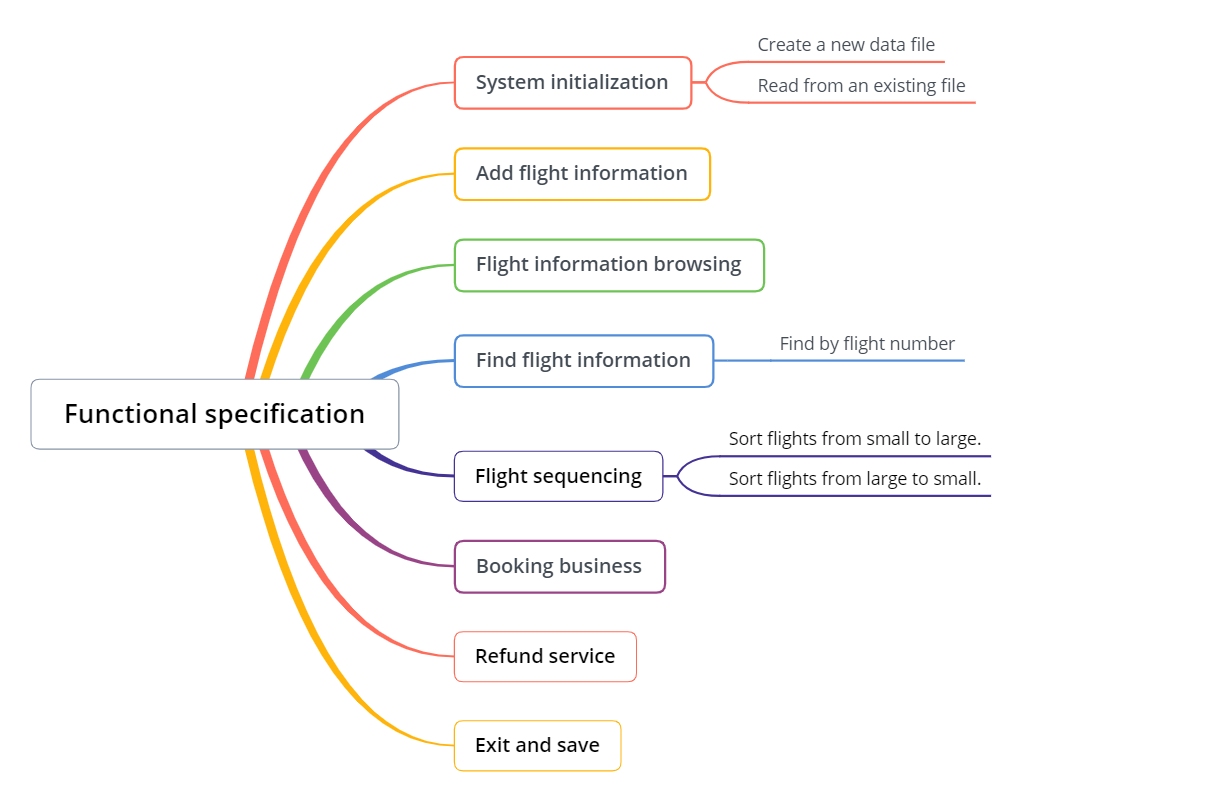 Functional specification
System initialization
Create a new data file
Read from an existing file
Add flight information
Flight information browsing
Find flight information
Find by flight number
Flight sequencing
Sort flights from small to large.
Sort flights from large to small.
Booking business
Refund service
Exit and save